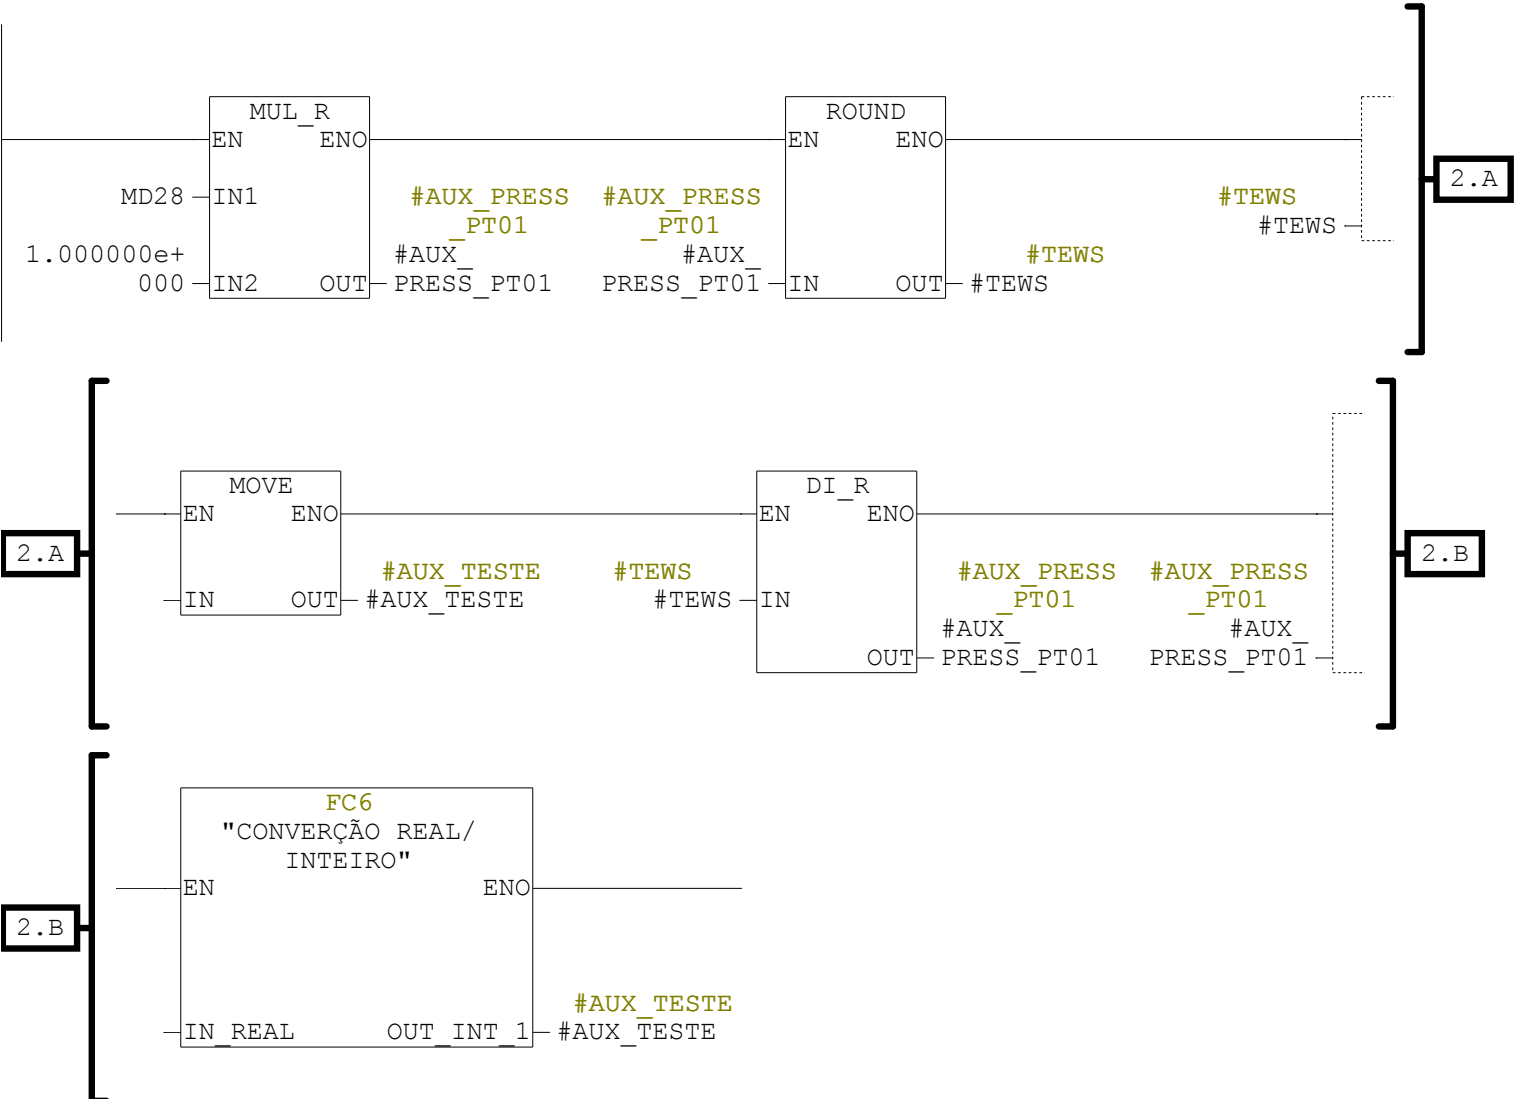 MUL_R
ROUND
EN ENO
EN ENO
2.A
MD28
IN1
#AUX_PRESS
_PT01
#AUX_PRESS
_PT01
#TEWS
#TEWS
1.000000e+
000
IN2
OUT
#AUX_
PRESS_PT01
#AUX_
PRESS_PT01
IN
OUT
#TEWS
#TEWS
MOVE
DI_R
2.A
EN ENO
EN ENO
2.B
IN
OUT
#AUX_TESTE
#AUX_TESTE
#TEWS
#TEWS
IN
#AUX_PRESS
_PT01
#AUX_PRESS
_PT01
OUT
#AUX_
PRESS_PT01
#AUX_
PRESS_PT01
FC6
"CONVERÇÃO REAL/
INTEIRO"
EN ENO
2.B
#AUX_TESTE
IN_REAL
OUT_INT_1
#AUX_TESTE